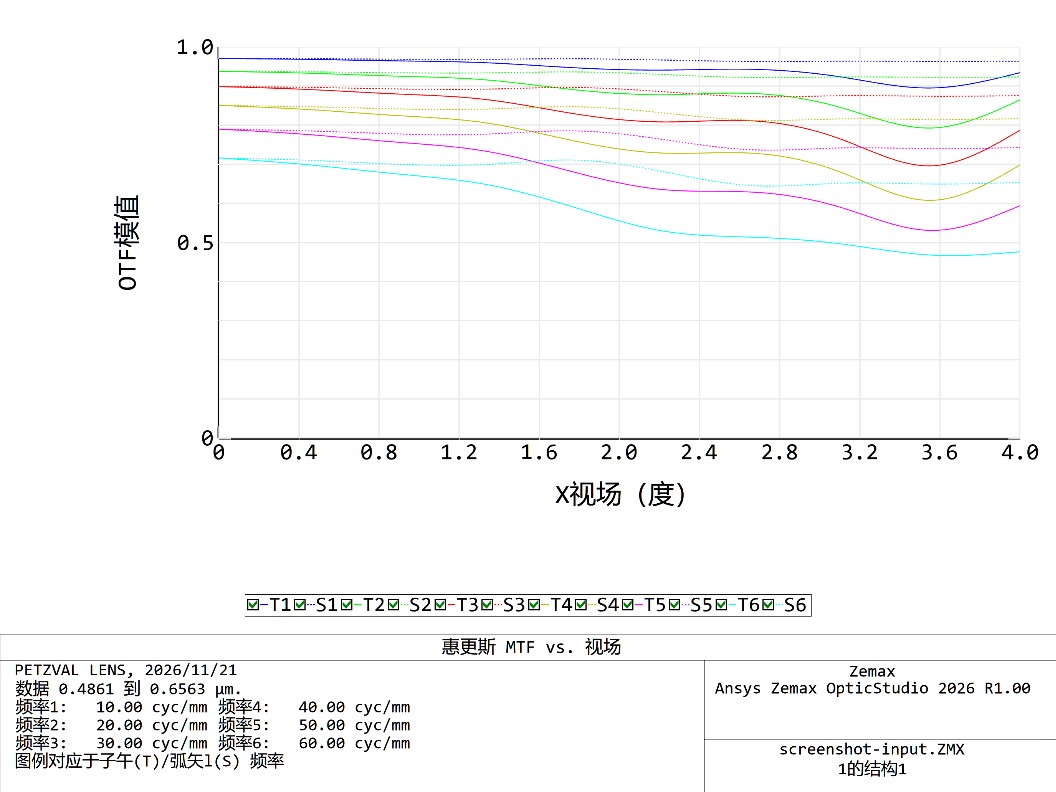 1.0
0.5
0
0 0.4 0.8 1.2 1.6 2.0 2.4 2.8 3.2 3.6 4.0
OTF模值
X视场 (度)
T1 S1 T2 S2 T3 S3 T4 S4 T5 S5 T6 S6
惠更斯 MTF vs. 视场
PETZVAL LENS, 2026/11/21
数据 0.4861 到 0.6563 µm.
频率1: 10.00 cyc/mm 频率4: 40.00 cyc/mm
频率2: 20.00 cyc/mm 频率5: 50.00 cyc/mm
频率3: 30.00 cyc/mm 频率6: 60.00 cyc/mm
图例对应于子午(T)/弧矢l(S) 频率
Zemax
Ansys Zemax OpticStudio 2026 R1.00
screenshot-input.ZMX
1的结构1